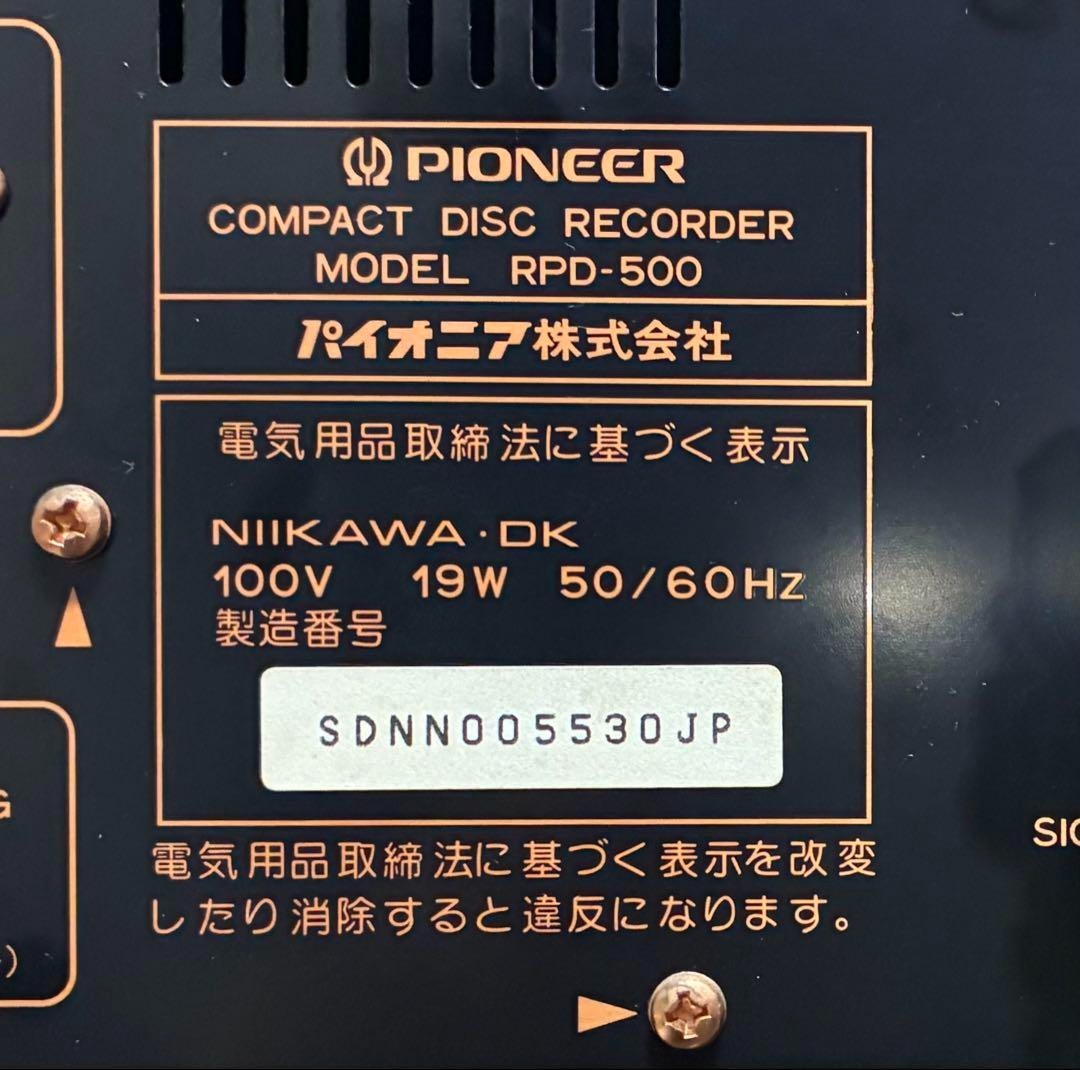 PIONEER
COMPACT DISC RECORDER
MODEL RPD-500
パイオニア株式会社
電気用品取締法に基づく表示
NIIKAWA・DK
100V 19W 50/60Hz
製造番号
SDNN005530JP
電気用品取締法に基づく表示を改変
したり消除すると違反になります。